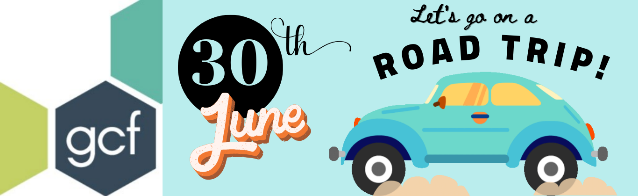 gcf
30th
June
Let's go on a
ROAD TRIP!